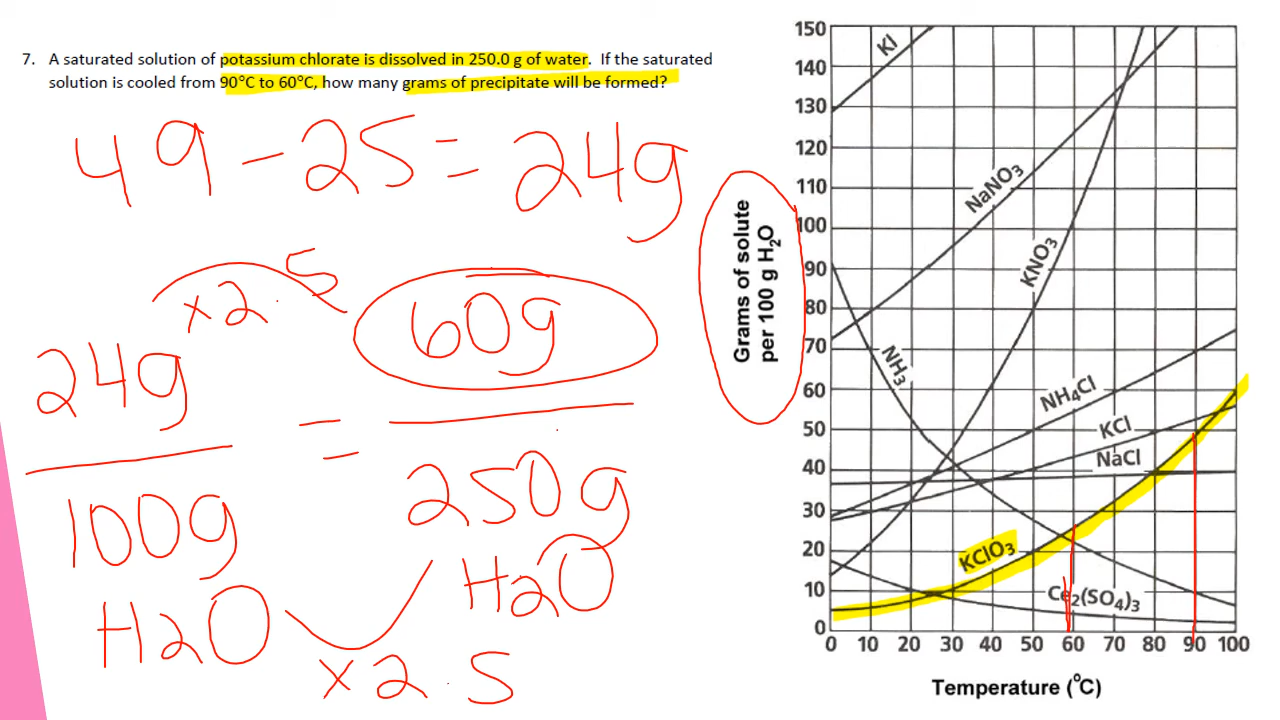 7. A saturated solution of potassium chlorate is dissolved in 250.0 g of water. If the saturated
solution is cooled from 90°C to 60°C, how many grams of precipitate will be formed?
49 - 25 = 24g
x2.5
24g
100g
H2O
=
60g
250g
H2O
x2.5
Grams of solute
per 100 g H₂O
150
140
130
120
110
100
90
80
70
60
50
40
30
20
10
0
KI
NaNO₃
KNO₃
NH₃
NH₄Cl
KCl
NaCl
KClO₃
Ce₂(SO₄)₃
0 10 20 30 40 50 60 70 80 90 100
Temperature (°C)